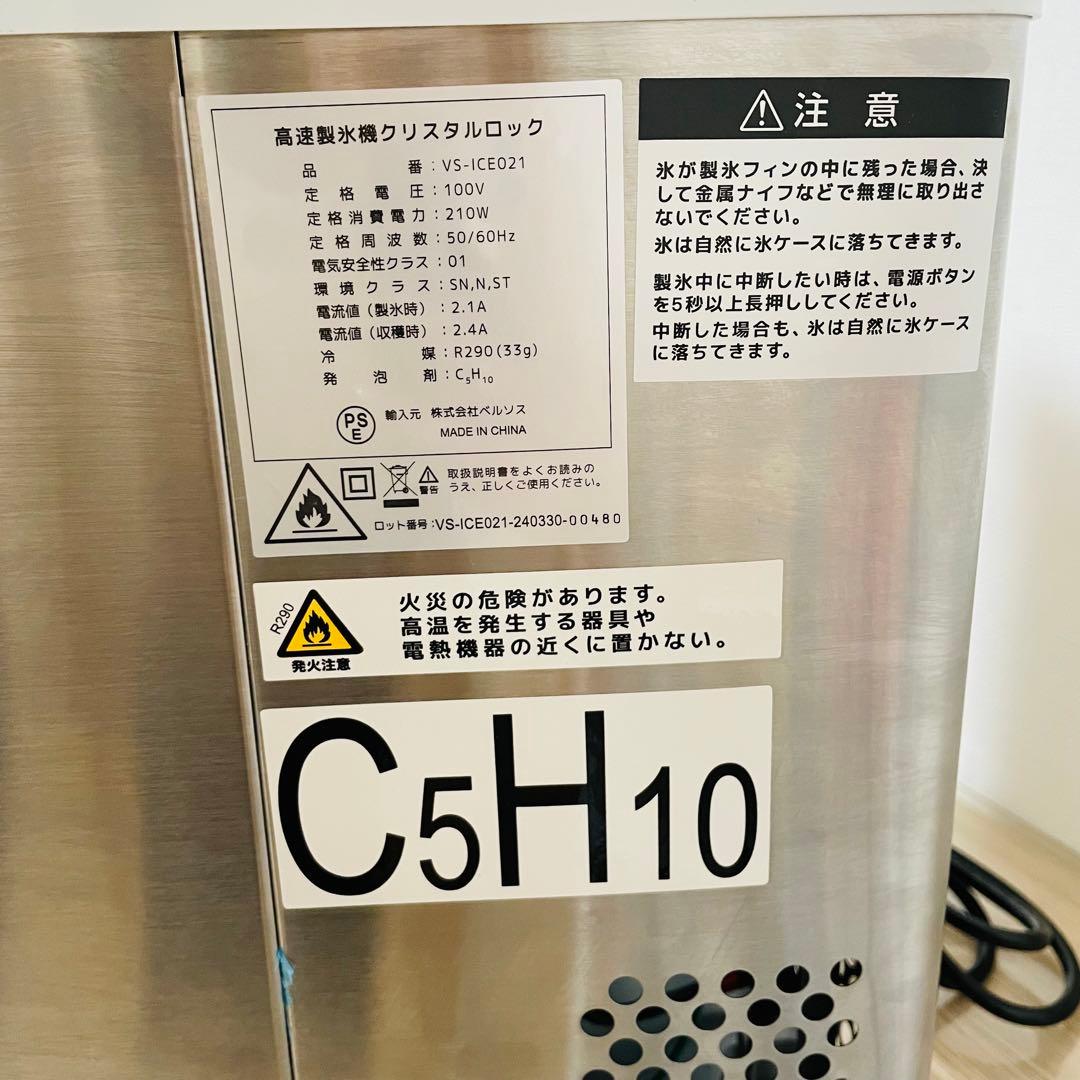 高速製氷機クリスタルロック
品番：VS-ICE021
定格電圧：100V
定格消費電力：210W
定格周波数：50/60Hz
電気安全性クラス：01
環境クラス：SN,N,ST
電流値（製氷時）：2.1A
電流値（収穫時）：2.4A
冷媒：R290(33g)
発泡剤：C₅H₁₀
PSE
輸入元 株式会社ベルソス
MADE IN CHINA
警告
取扱説明書をよくお読みの
うえ、正しくご使用ください。
ロット番号：VS-ICE021-240330-00480
注意
氷が製氷フィンの中に残った場合、決
して金属ナイフなどで無理に取り出さ
ないでください。
氷は自然に氷ケースに落ちてきます。
製氷中に中断したい時は、電源ボタン
を5秒以上長押ししてください。
中断した場合も、氷は自然に氷ケース
に落ちてきます。
R290
発火注意
火災の危険があります。
高温を発生する器具や
電熱機器の近くに置かない。
C5H10